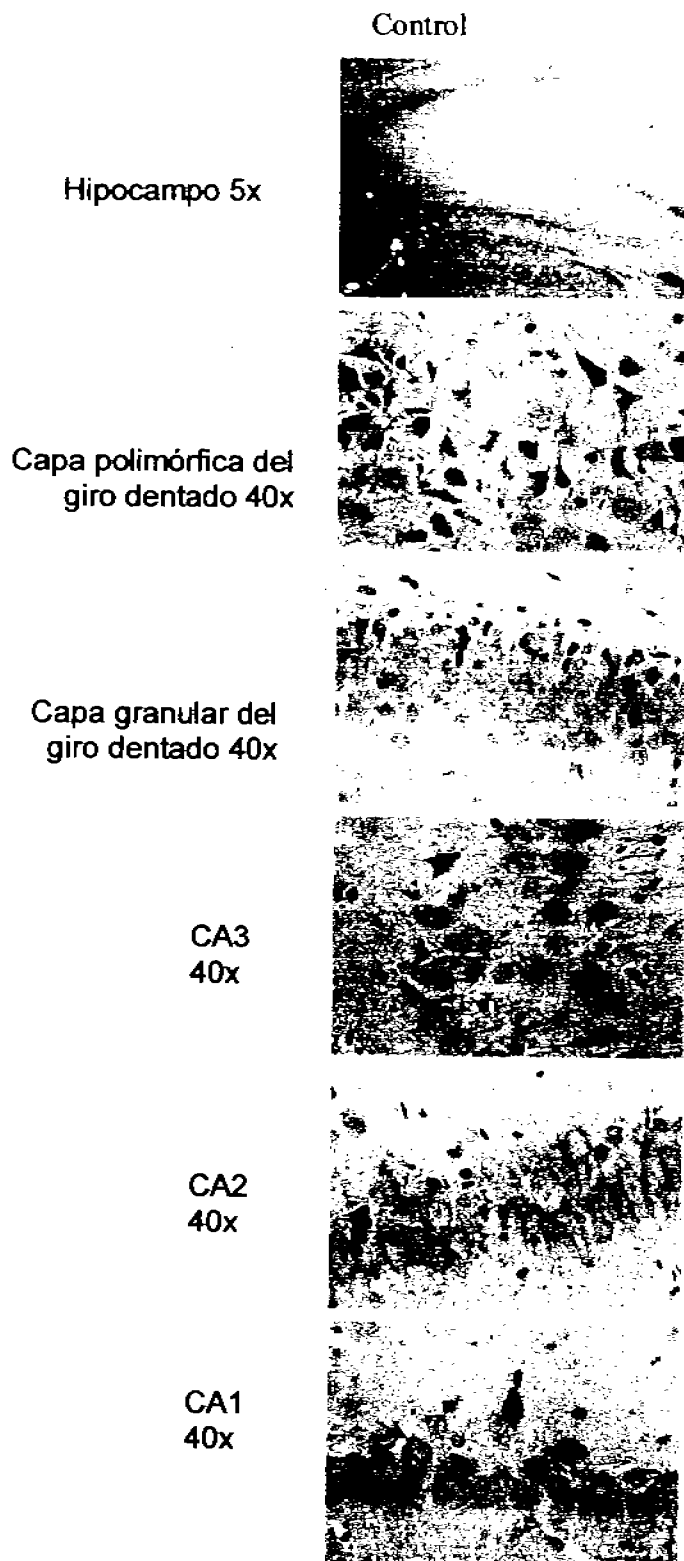 Control
Hipocampo 5x
Capa polimórfica del
giro dentado 40x
Capa granular del
giro dentado 40x
CA3
40x
CA2
40x
CA1
40x